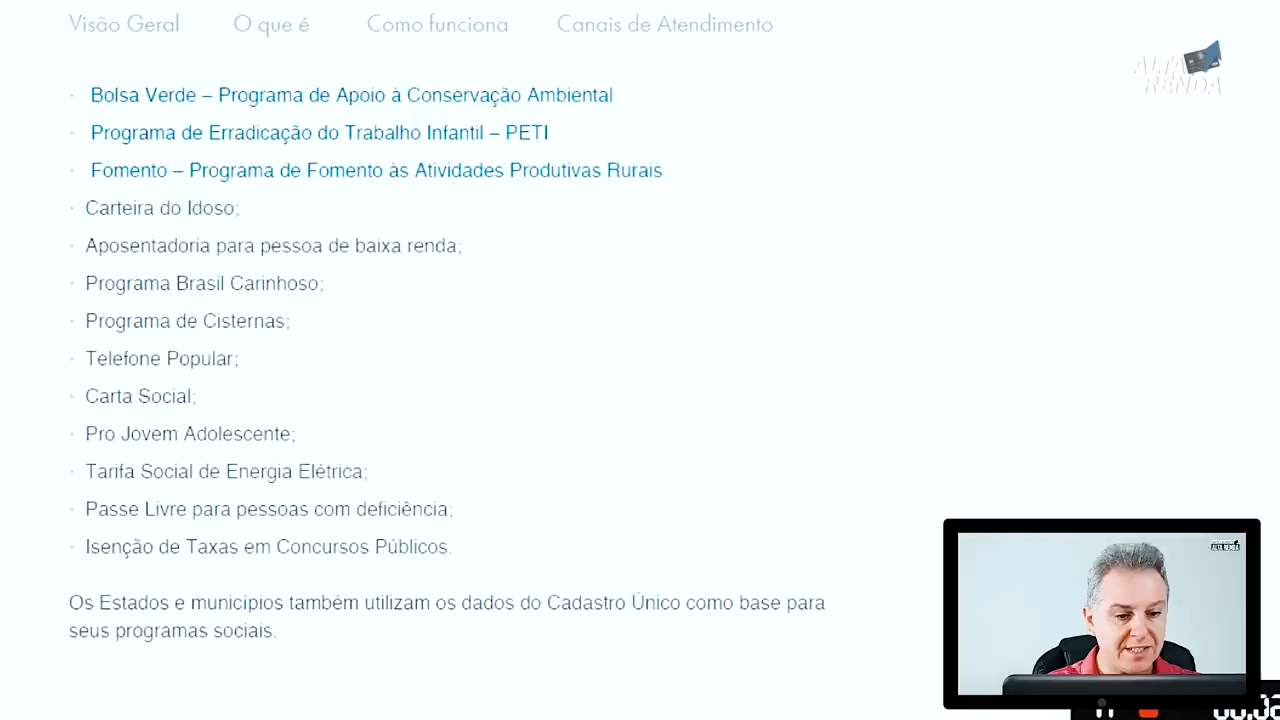 Visão Geral O que é Como funciona Canais de Atendimento
ALTA
RENDA
Bolsa Verde – Programa de Apoio à Conservação Ambiental
Programa de Erradicação do Trabalho Infantil – PETI
Fomento – Programa de Fomento às Atividades Produtivas Rurais
Carteira do Idoso;
Aposentadoria para pessoa de baixa renda;
Programa Brasil Carinhoso;
Programa de Cisternas;
Telefone Popular;
Carta Social;
Pro Jovem Adolescente;
Tarifa Social de Energia Elétrica;
Passe Livre para pessoas com deficiência;
Isenção de Taxas em Concursos Públicos.
Os Estados e municípios também utilizam os dados do Cadastro Único como base para
seus programas sociais.
ALTA RENDA